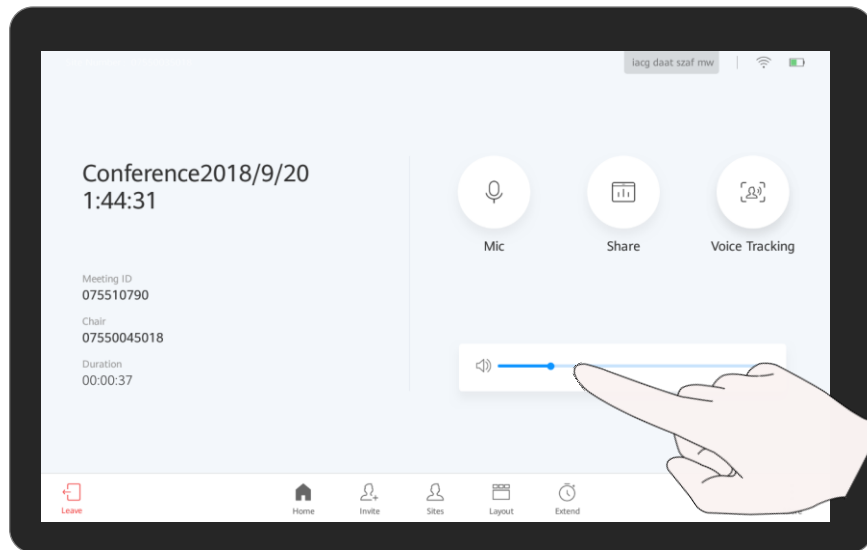 iacg daat szaf mw
Conference2018/9/20
1:44:31
Mic
Share
Voice Tracking
Meeting ID
075510790
Chair
07550045018
Duration
00:00:37
Leave
Home
Invite
Sites
Layout
Extend